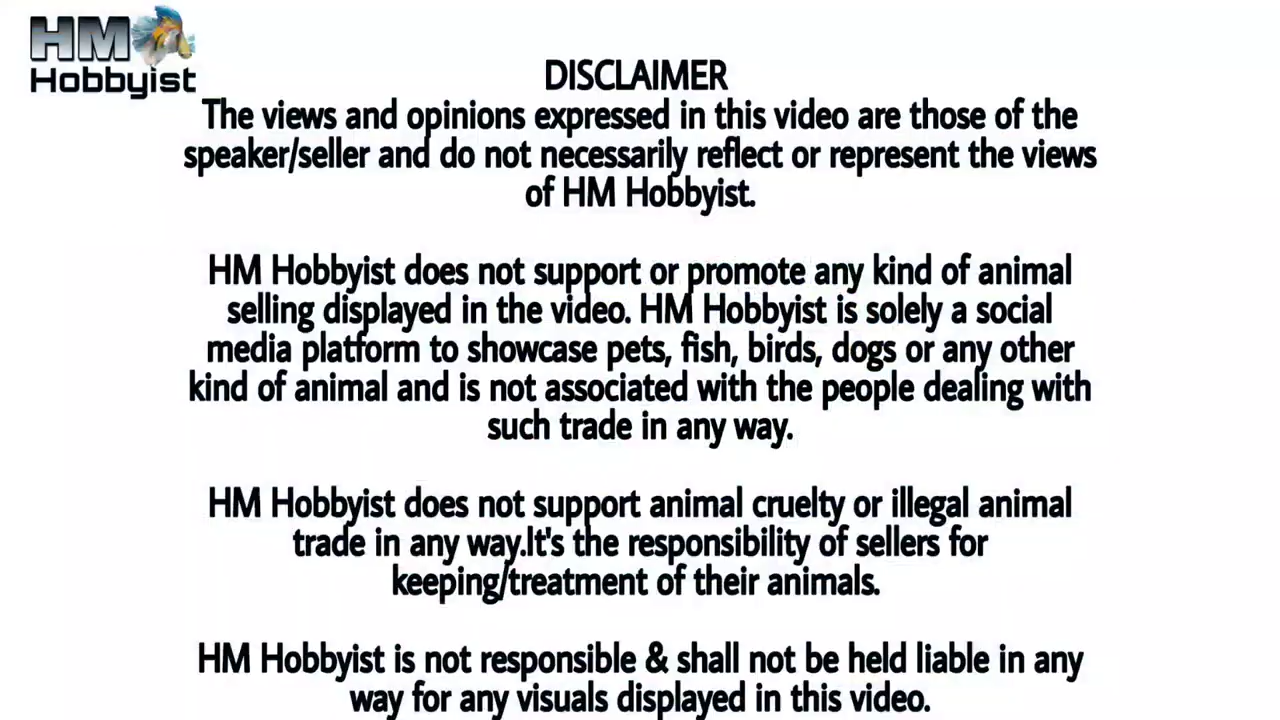 HM
Hobbyist
DISCLAIMER
The views and opinions expressed in this video are those of the
speaker/seller and do not necessarily reflect or represent the views
of HM Hobbyist.
HM Hobbyist does not support or promote any kind of animal
selling displayed in the video. HM Hobbyist is solely a social
media platform to showcase pets, fish, birds, dogs or any other
kind of animal and is not associated with the people dealing with
such trade in any way.
HM Hobbyist does not support animal cruelty or illegal animal
trade in any way.It's the responsibility of sellers for
keeping/treatment of their animals.
HM Hobbyist is not responsible & shall not be held liable in any
way for any visuals displayed in this video.